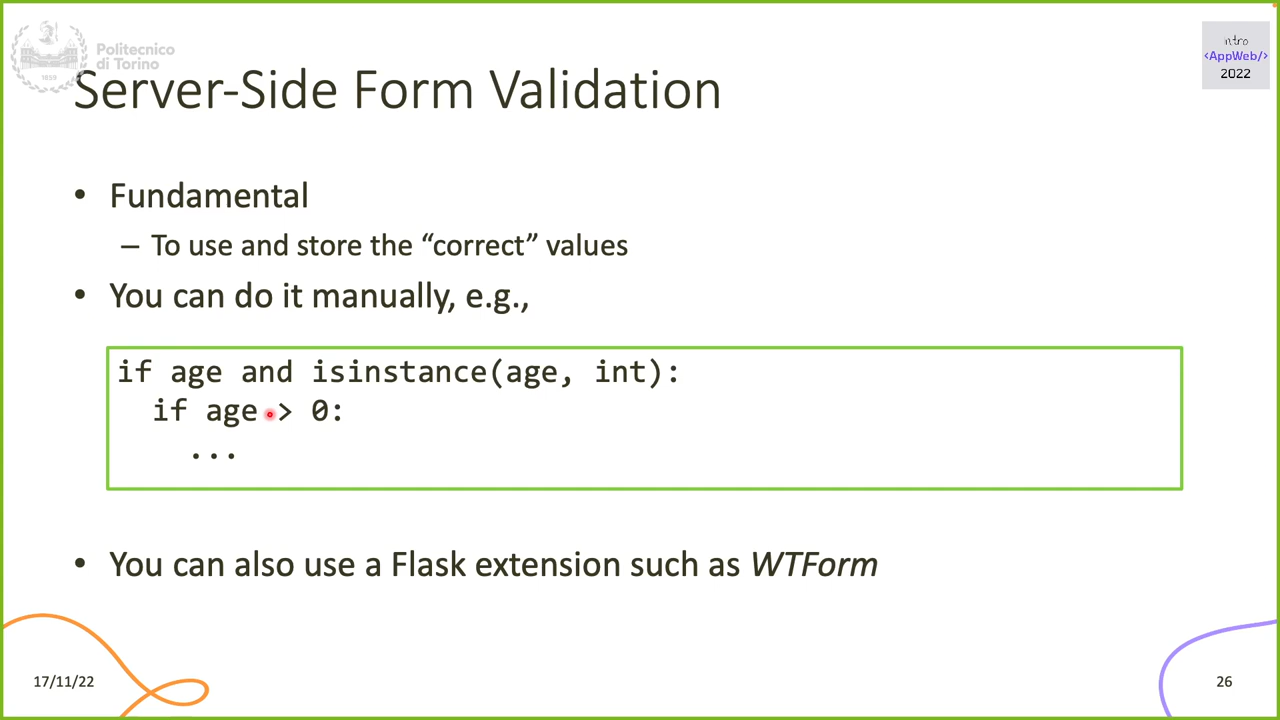 Politecnico
di Torino
1859
intro
<AppWeb/>
2022
Server-Side Form Validation
• Fundamental
– To use and store the “correct” values
• You can do it manually, e.g.,
if age and isinstance(age, int):
if age > 0:
...
• You can also use a Flask extension such as WTForm
17/11/22
26